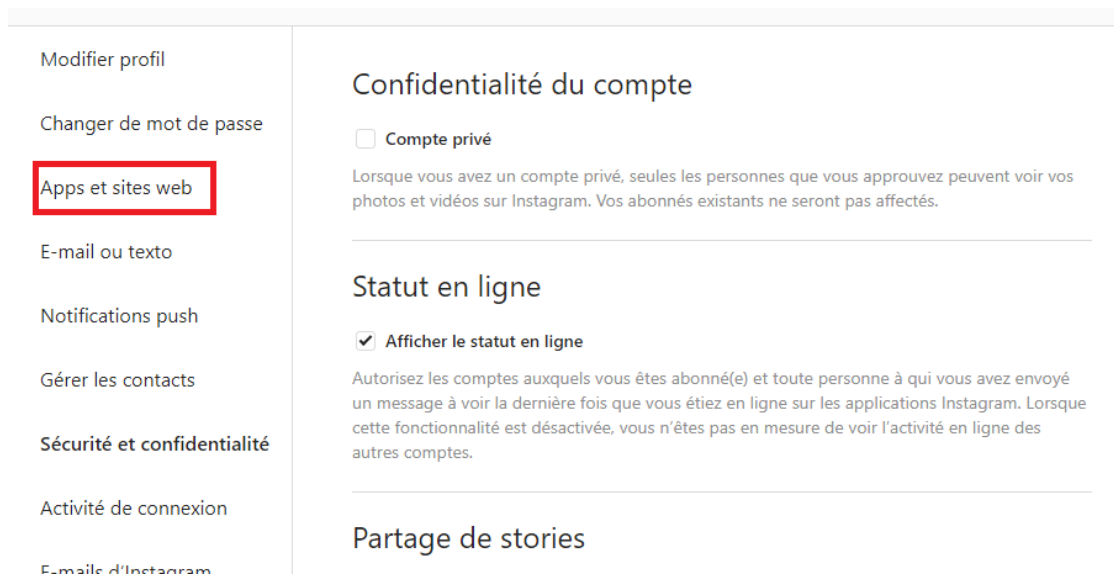 Modifier profil
Changer de mot de passe
Apps et sites web
E-mail ou texto
Notifications push
Gérer les contacts
Sécurité et confidentialité
Activité de connexion
E-mails d'Instagram
Confidentialité du compte
Compte privé
Lorsque vous avez un compte privé, seules les personnes que vous approuvez peuvent voir vos
photos et vidéos sur Instagram. Vos abonnés existants ne seront pas affectés.
Statut en ligne
Afficher le statut en ligne
Autorisez les comptes auxquels vous êtes abonné(e) et toute personne à qui vous avez envoyé
un message à voir la dernière fois que vous étiez en ligne sur les applications Instagram. Lorsque
cette fonctionnalité est désactivée, vous n'êtes pas en mesure de voir l'activité en ligne des
autres comptes.
Partage de stories